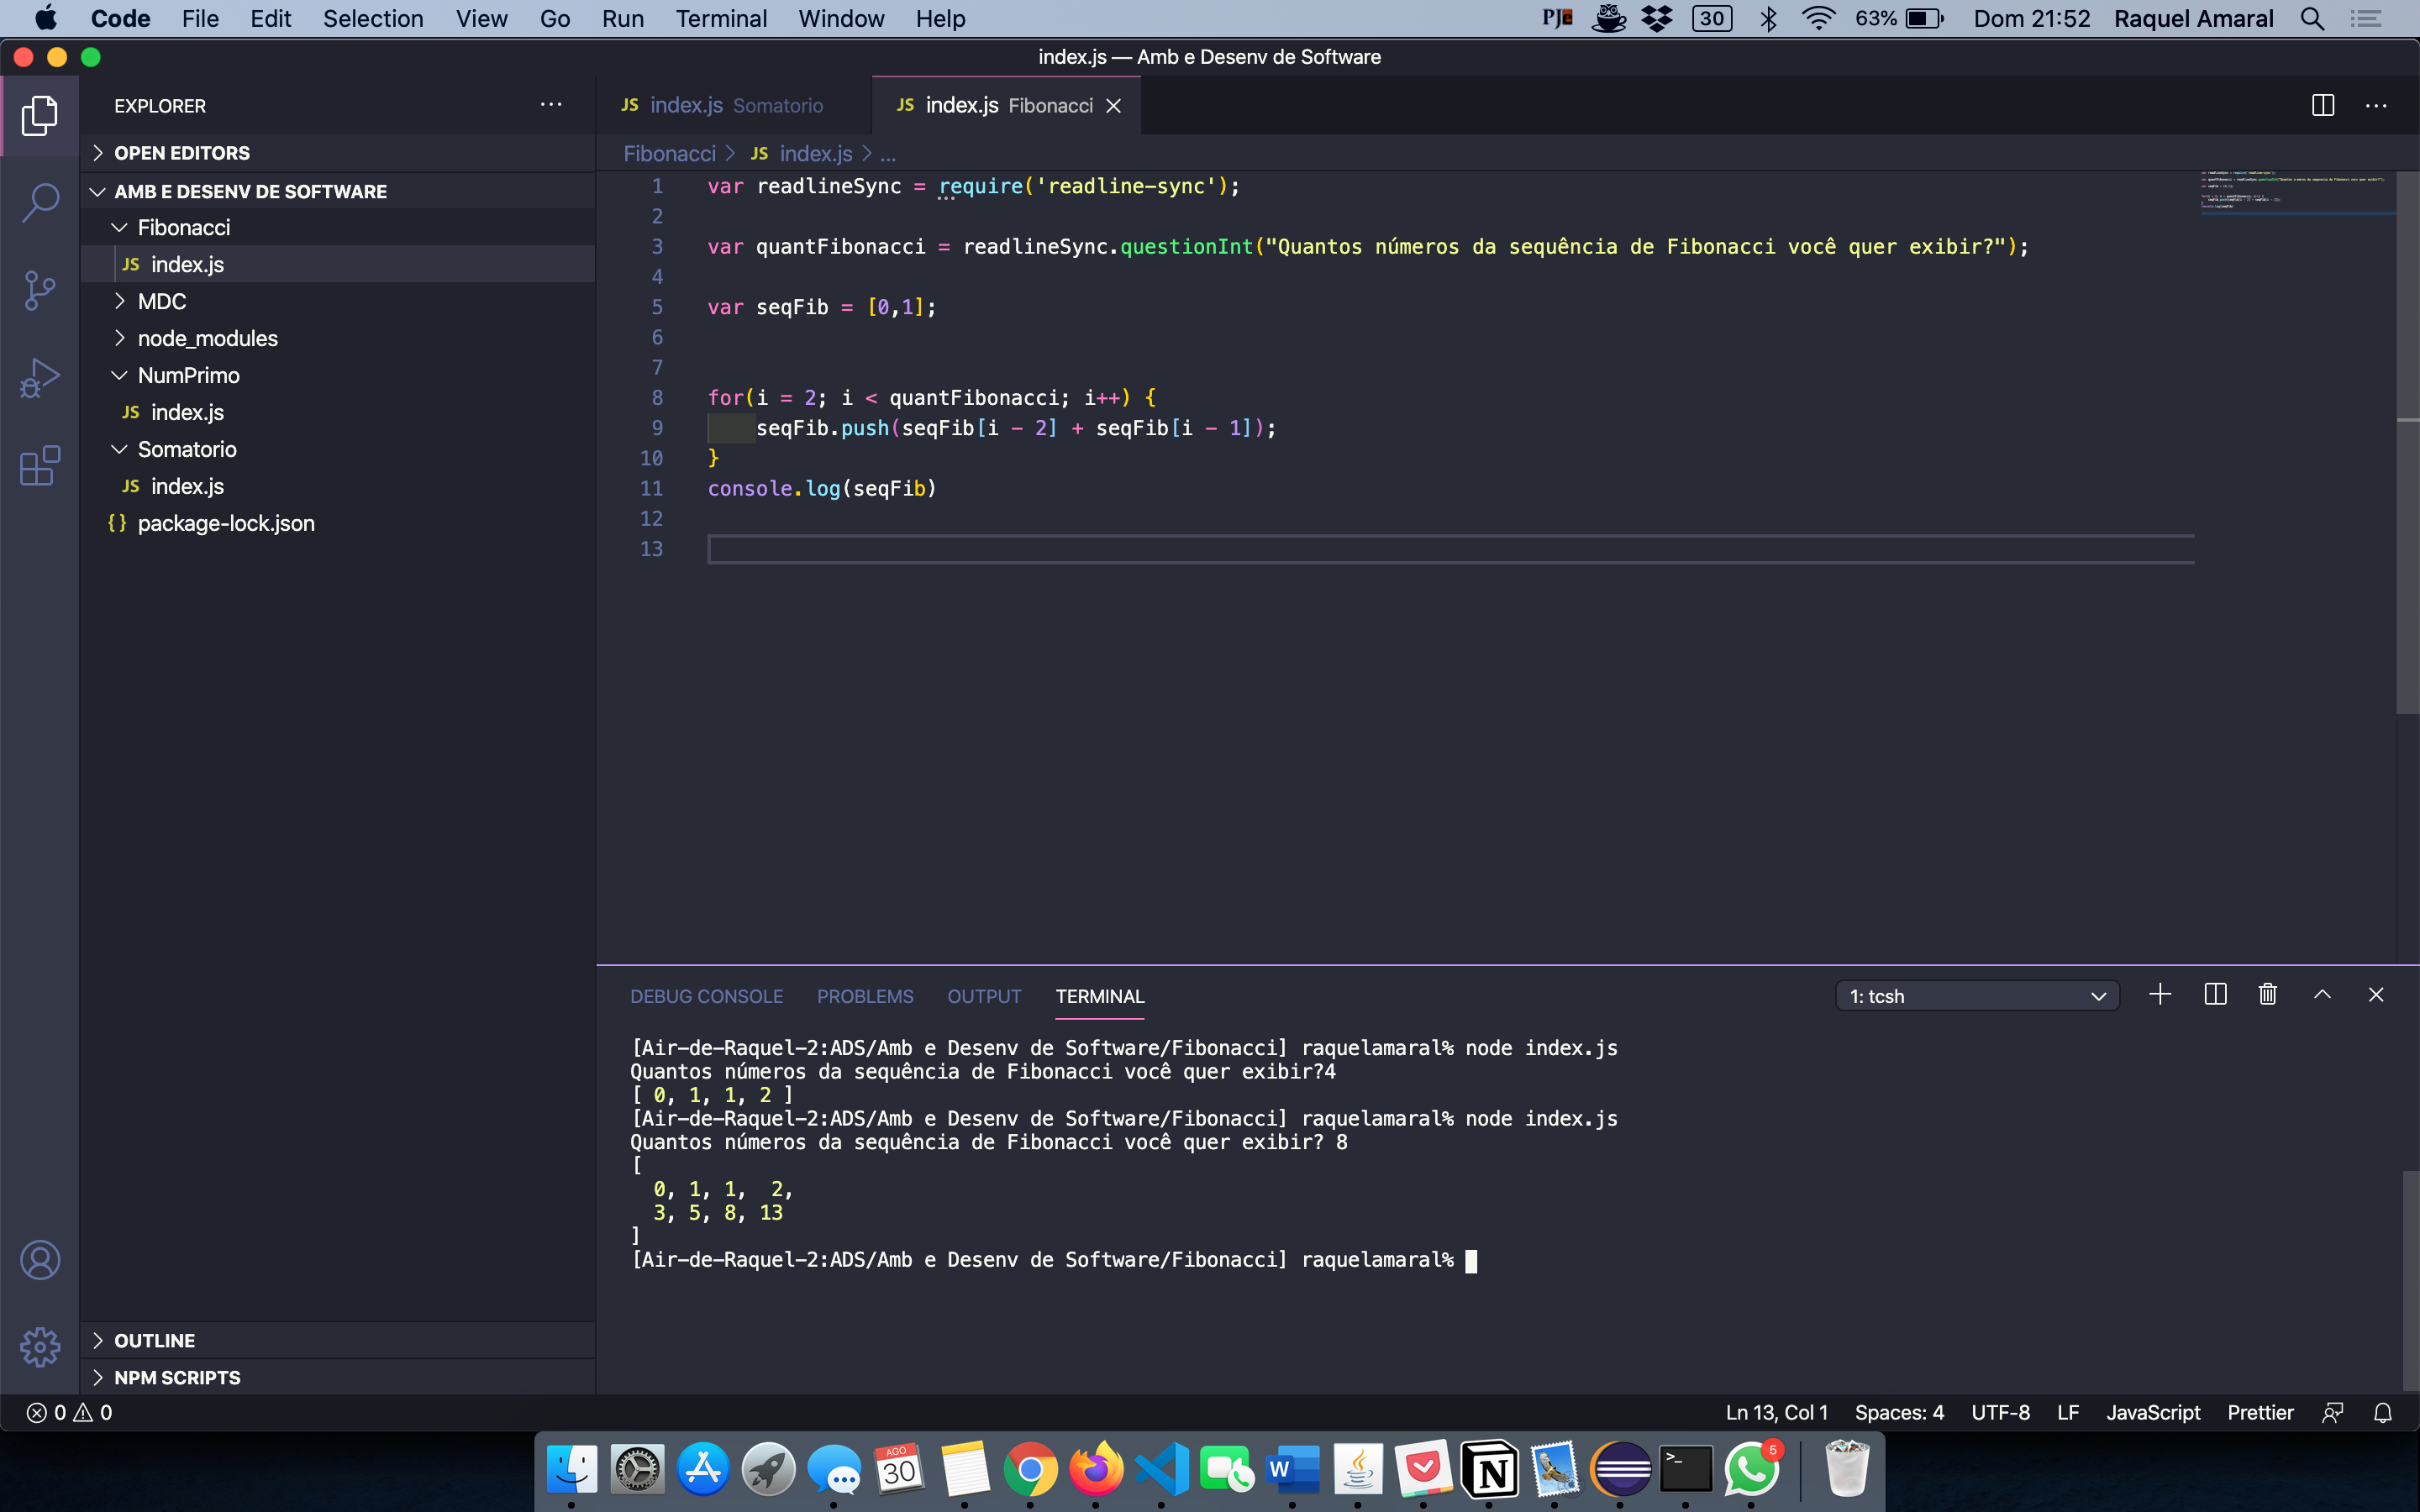 Code File Edit Selection View Go Run Terminal Window Help PJe 30 63% Dom 21:52 Raquel Amaral
index.js — Amb e Desenv de Software
EXPLORER
OPEN EDITORS
AMB E DESENV DE SOFTWARE
Fibonacci
JS index.js
MDC
node_modules
NumPrimo
JS index.js
Somatorio
JS index.js
{} package-lock.json
OUTLINE
NPM SCRIPTS
JS index.js Somatorio JS index.js Fibonacci
Fibonacci > JS index.js > ...
1 var readlineSync = require('readline-sync');
2
3 var quantFibonacci = readlineSync.questionInt("Quantos números da sequência de Fibonacci você quer exibir?");
4
5 var seqFib = [0,1];
6
7
8 for(i = 2; i < quantFibonacci; i++) {
9 seqFib.push(seqFib[i - 2] + seqFib[i - 1]);
10 }
11 console.log(seqFib)
12
13
DEBUG CONSOLE PROBLEMS OUTPUT TERMINAL 1: tcsh
[Air-de-Raquel-2:ADS/Amb e Desenv de Software/Fibonacci] raquelamaral% node index.js
Quantos números da sequência de Fibonacci você quer exibir?4
[ 0, 1, 1, 2 ]
[Air-de-Raquel-2:ADS/Amb e Desenv de Software/Fibonacci] raquelamaral% node index.js
Quantos números da sequência de Fibonacci você quer exibir? 8
[
0, 1, 1, 2,
3, 5, 8, 13
]
[Air-de-Raquel-2:ADS/Amb e Desenv de Software/Fibonacci] raquelamaral%
0 0 Ln 13, Col 1 Spaces: 4 UTF-8 LF JavaScript Prettier
AGO
30
W
N
>_
5